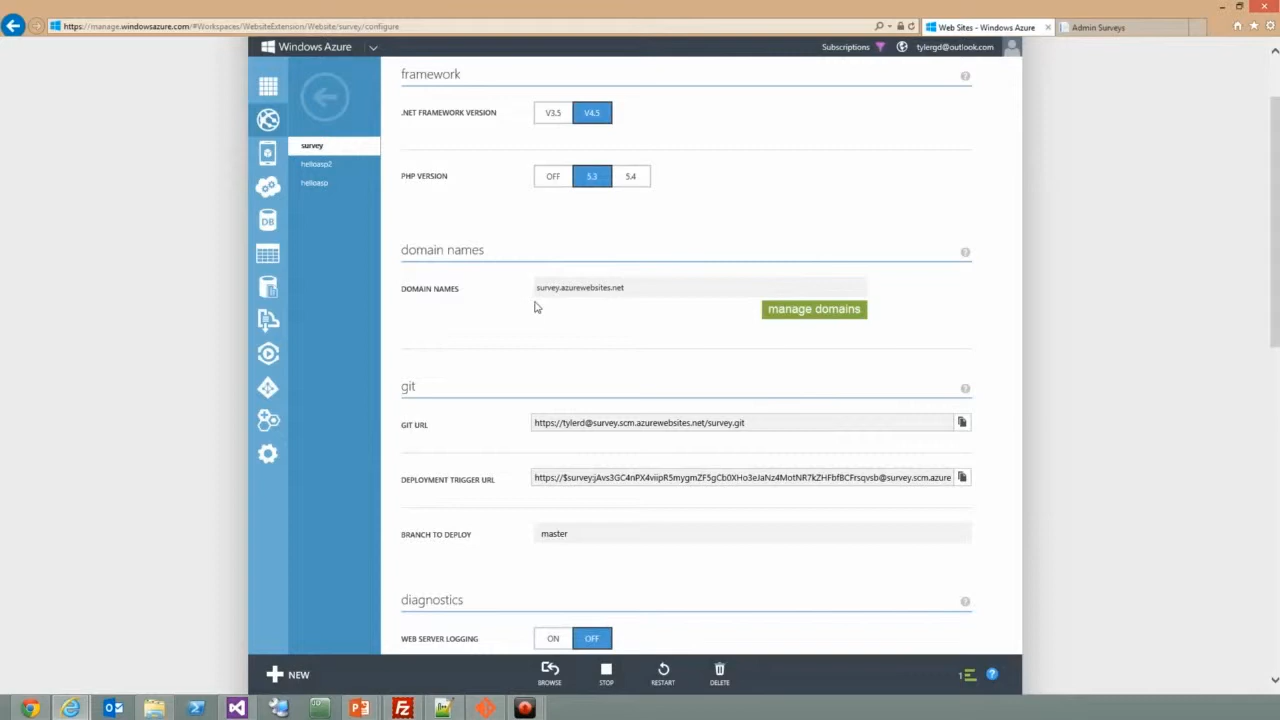 https://manage.windowsazure.com/#Workspaces/WebsiteExtension/Website/survey/configure
Web Sites - Windows Azure
Admin Surveys
Windows Azure
Subscriptions
tylergd@outlook.com
framework
.NET FRAMEWORK VERSION
V3.5
V4.5
survey
helloasp2
helloasp
PHP VERSION
OFF
5.3
5.4
domain names
DOMAIN NAMES
survey.azurewebsites.net
manage domains
git
GIT URL
https://tylerd@survey.scm.azurewebsites.net/survey.git
DEPLOYMENT TRIGGER URL
BRANCH TO DEPLOY
master
diagnostics
WEB SERVER LOGGING
ON
OFF
NEW
BROWSE
STOP
RESTART
DELETE
1
DB